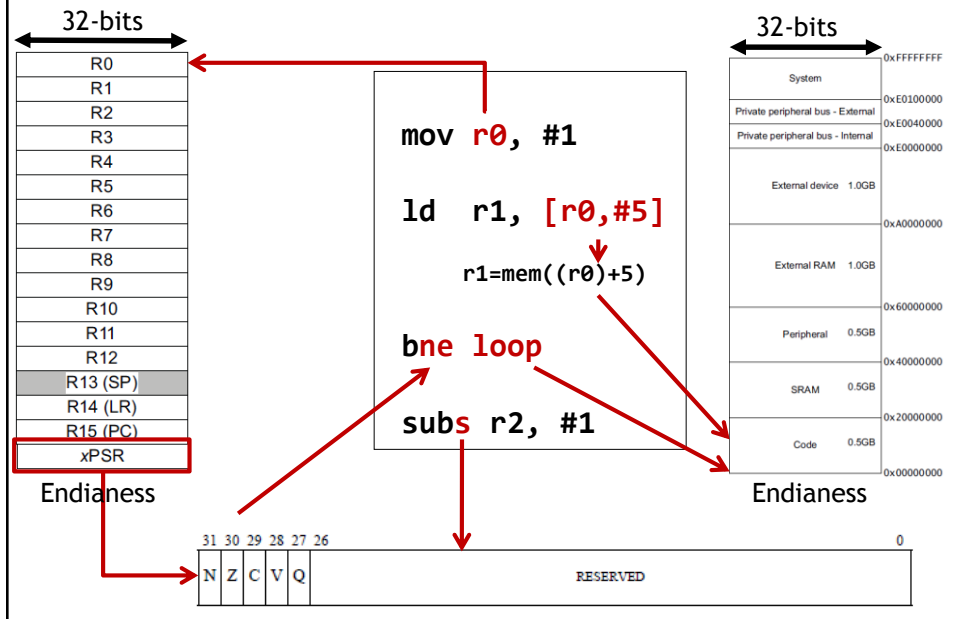 32-bits
R0
R1
R2
R3
R4
R5
R6
R7
R8
R9
R10
R11
R12
R13 (SP)
R14 (LR)
R15 (PC)
xPSR
Endianess
mov r0, #1
ld r1, [r0,#5]
r1=mem((r0)+5)
bne loop
subs r2, #1
32-bits
0xFFFFFFFF
System
0xE0100000
Private peripheral bus - External
0xE0040000
Private peripheral bus - Internal
0xE0000000
External device 1.0GB
0xA0000000
External RAM 1.0GB
0x60000000
Peripheral 0.5GB
0x40000000
SRAM 0.5GB
0x20000000
Code 0.5GB
0x00000000
Endianess
31 30 29 28 27 26 0
N Z C V Q RESERVED